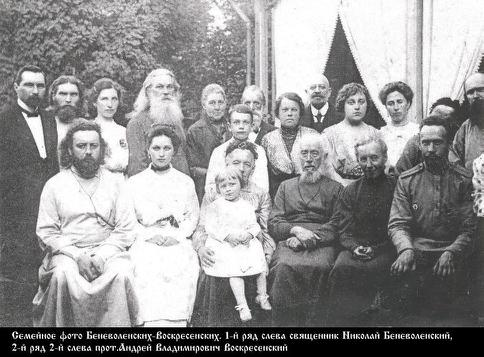 Семейное фото Беневоленских-Воскресенских. 1-й ряд слева священник Николай Беневоленский,
2-й ряд 2-й слева прот.Андрей Владимирович Воскресенский